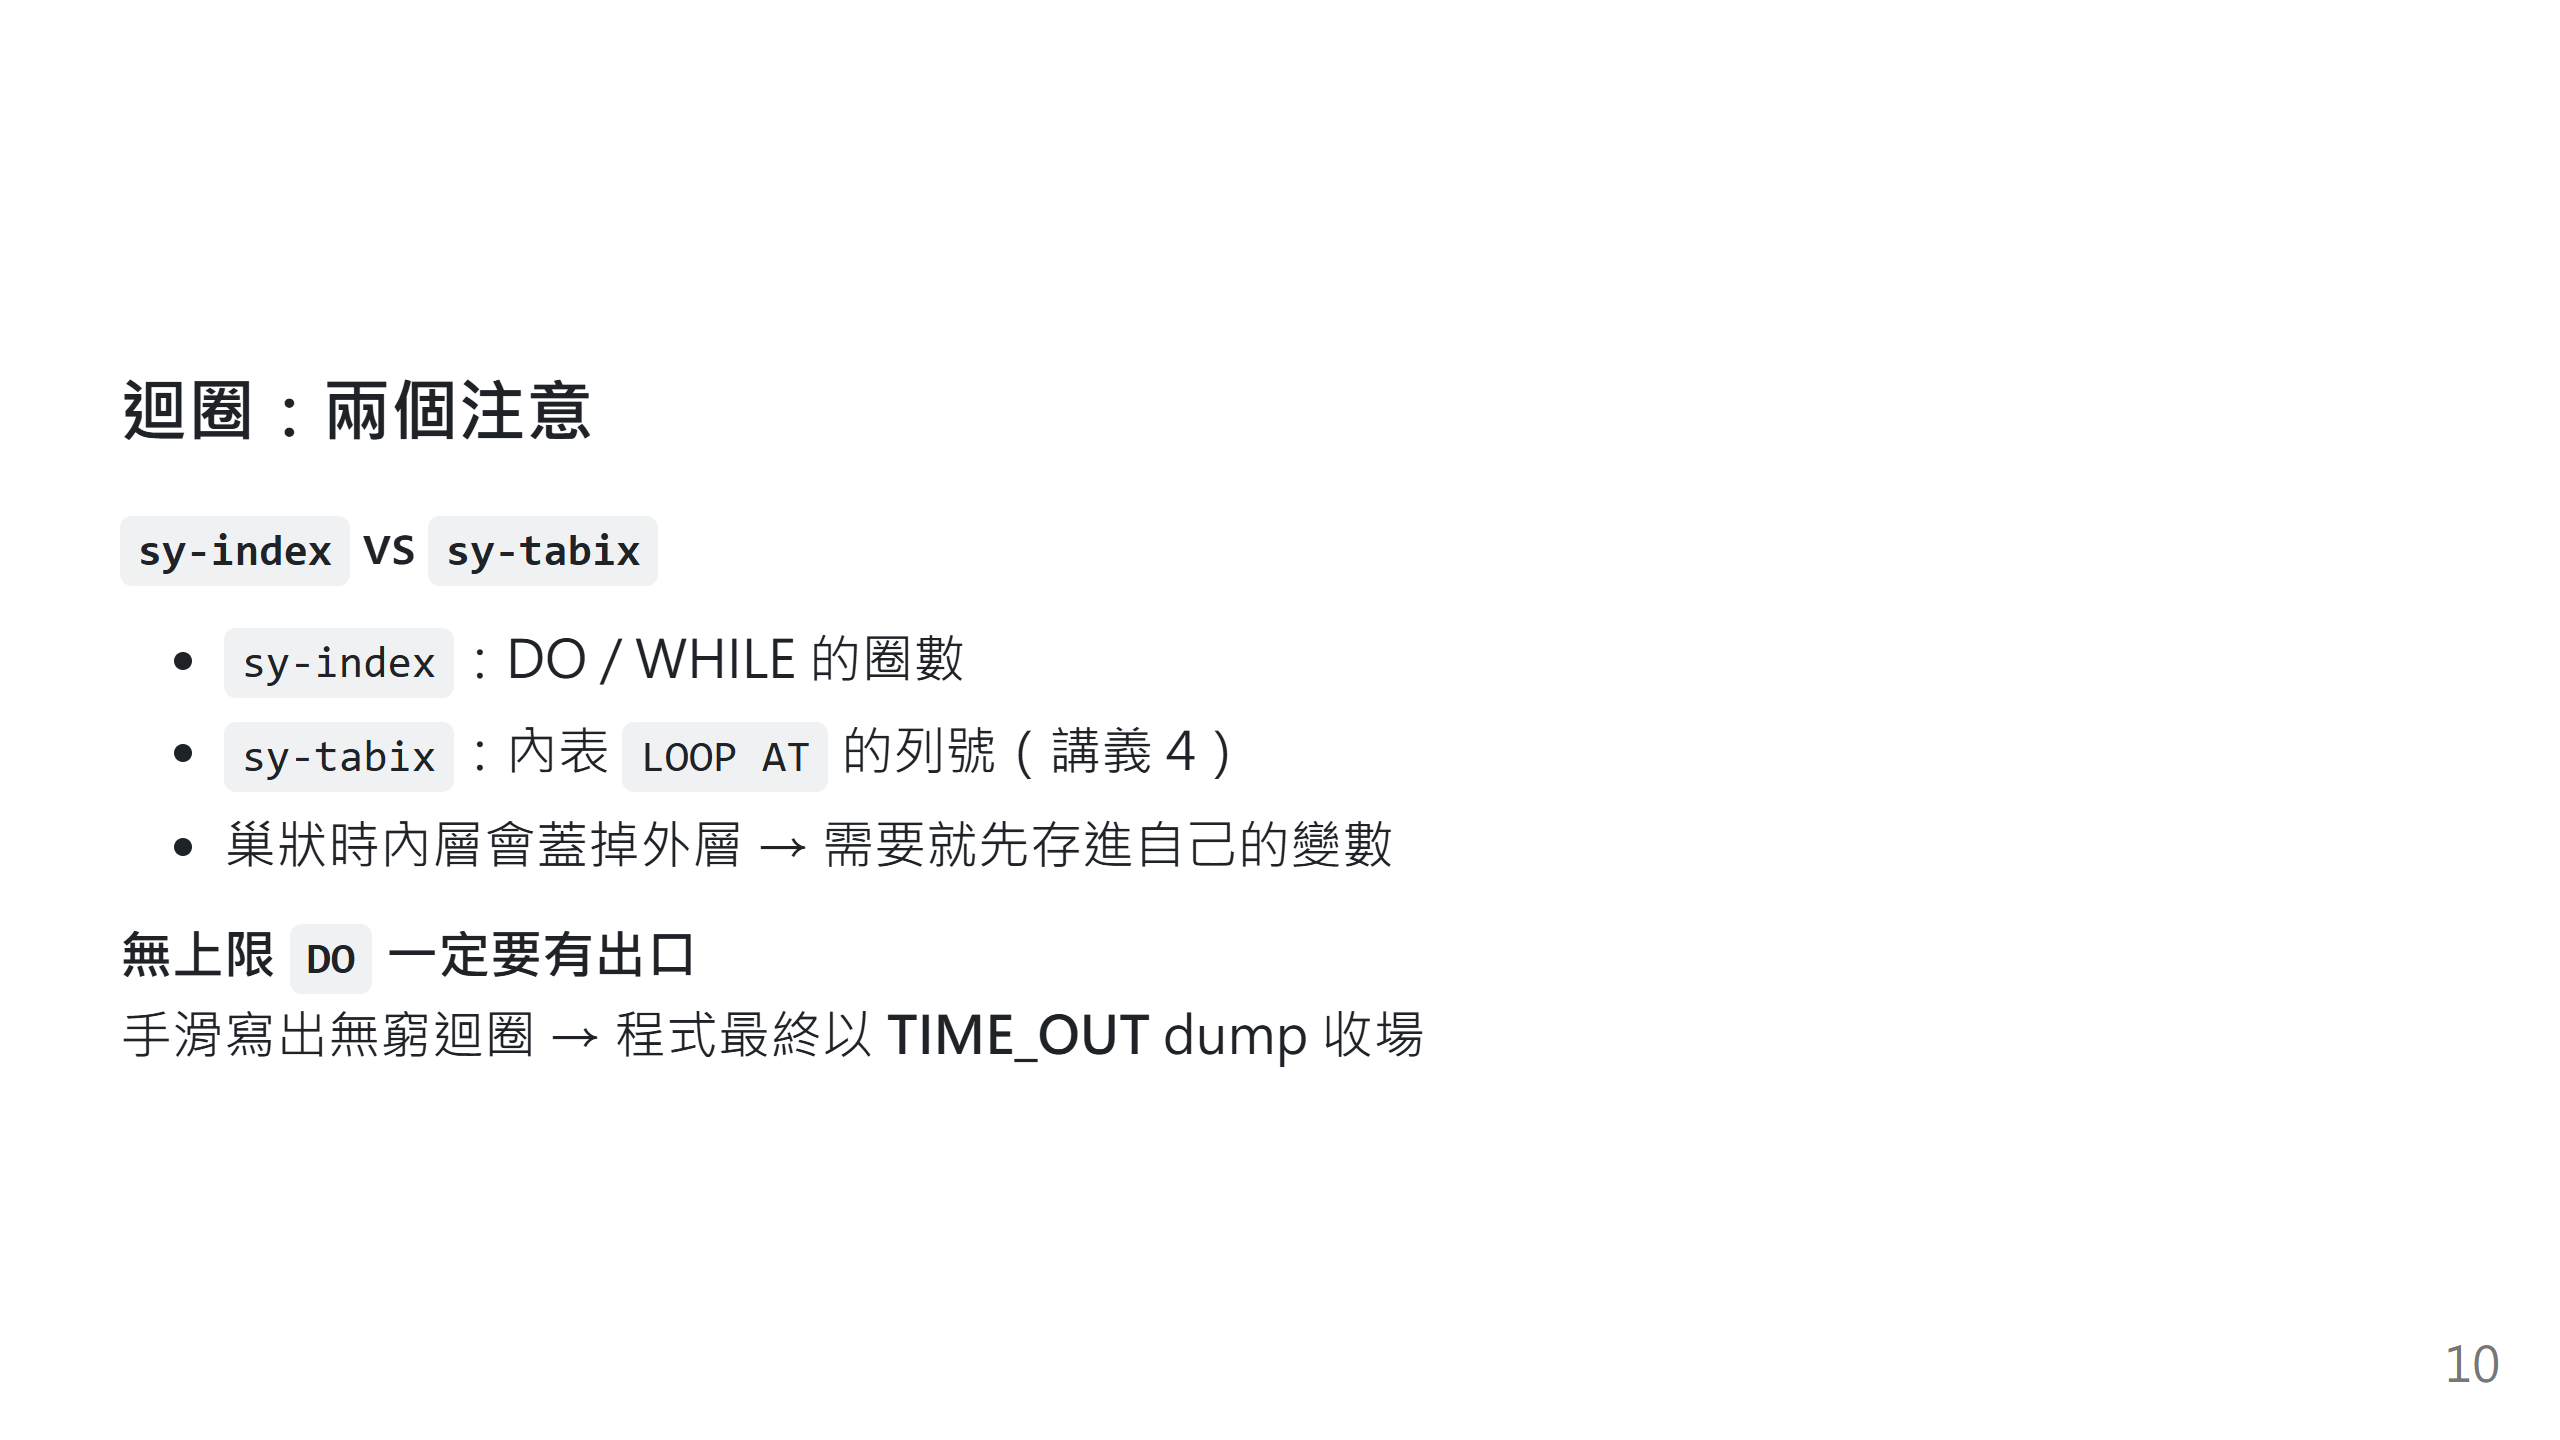 迴圈：兩個注意
sy-index vs sy-tabix
• sy-index ：DO / WHILE 的圈數
• sy-tabix ：內表 LOOP AT 的列號（講義 4）
• 巢狀時內層會蓋掉外層 → 需要就先存進自己的變數
無上限 DO 一定要有出口
手滑寫出無窮迴圈 → 程式最終以 TIME_OUT dump 收場
10